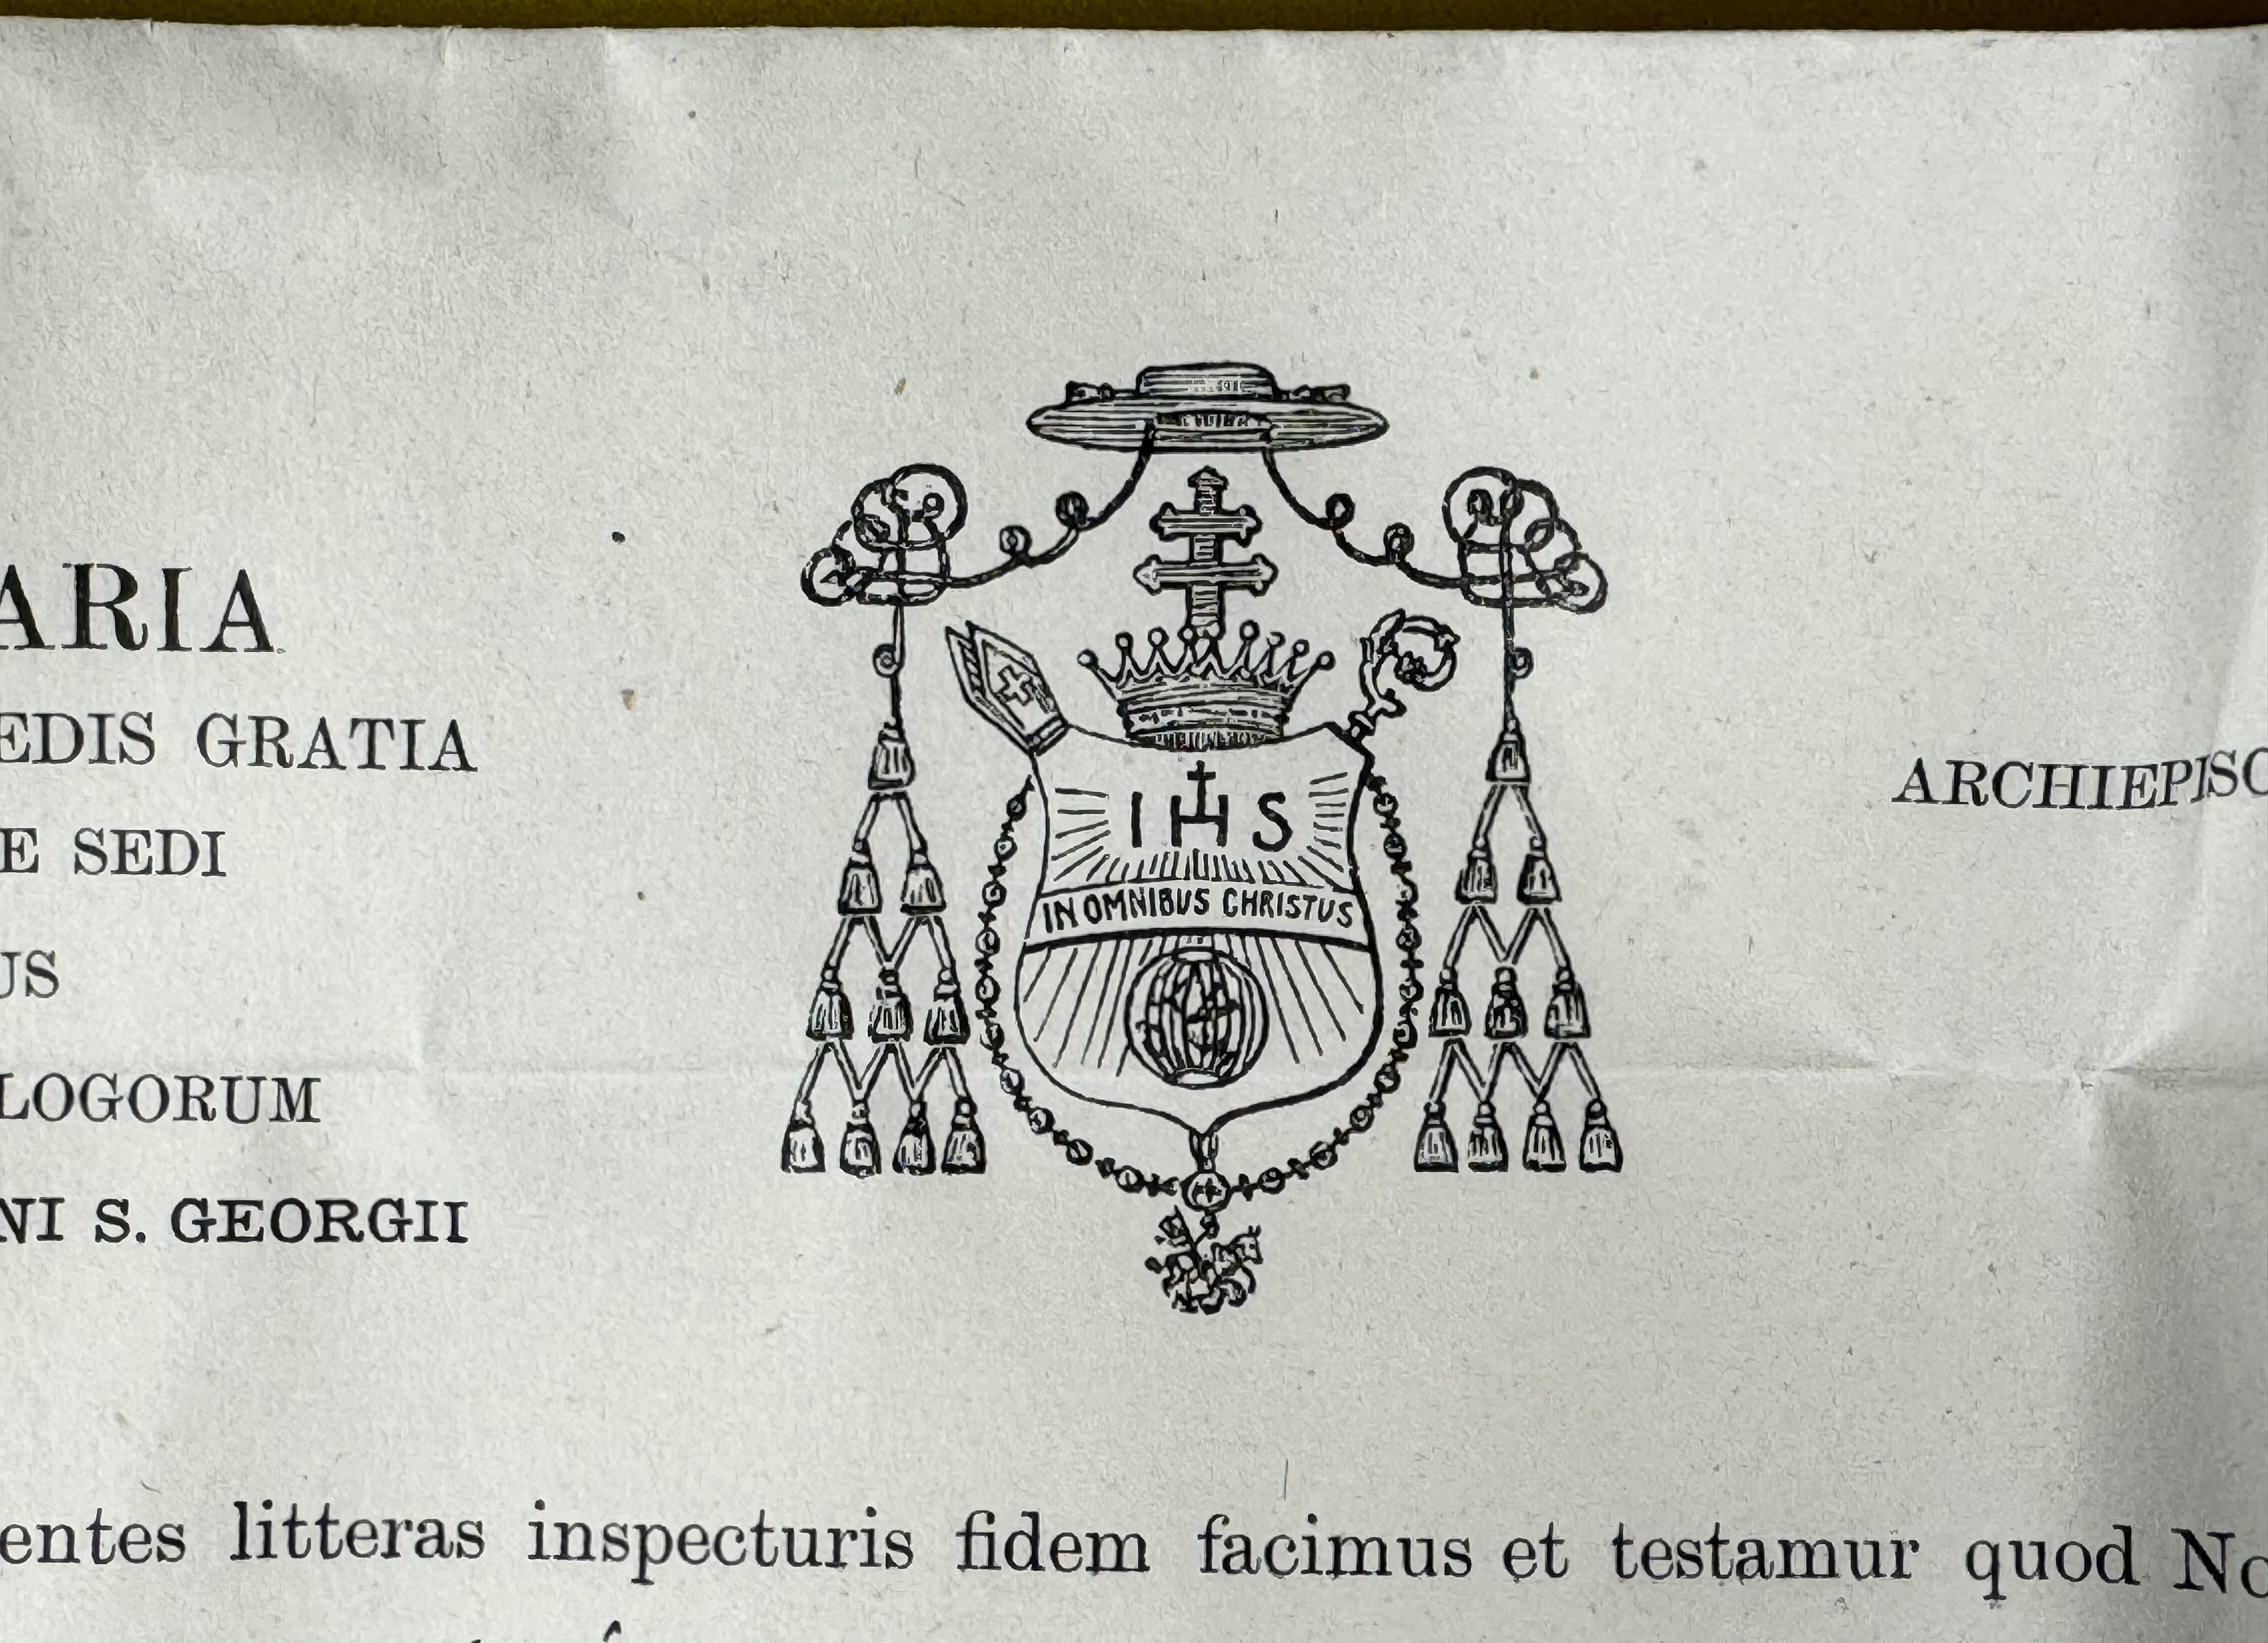 ARIA
EDIS GRATIA
E SEDI
US
LOGORUM
NI S. GEORGII
IHS
IN OMNIBUS CHRISTUS
ARCHIEPISC
entes litteras inspecturis fidem facimus et testamur quod No